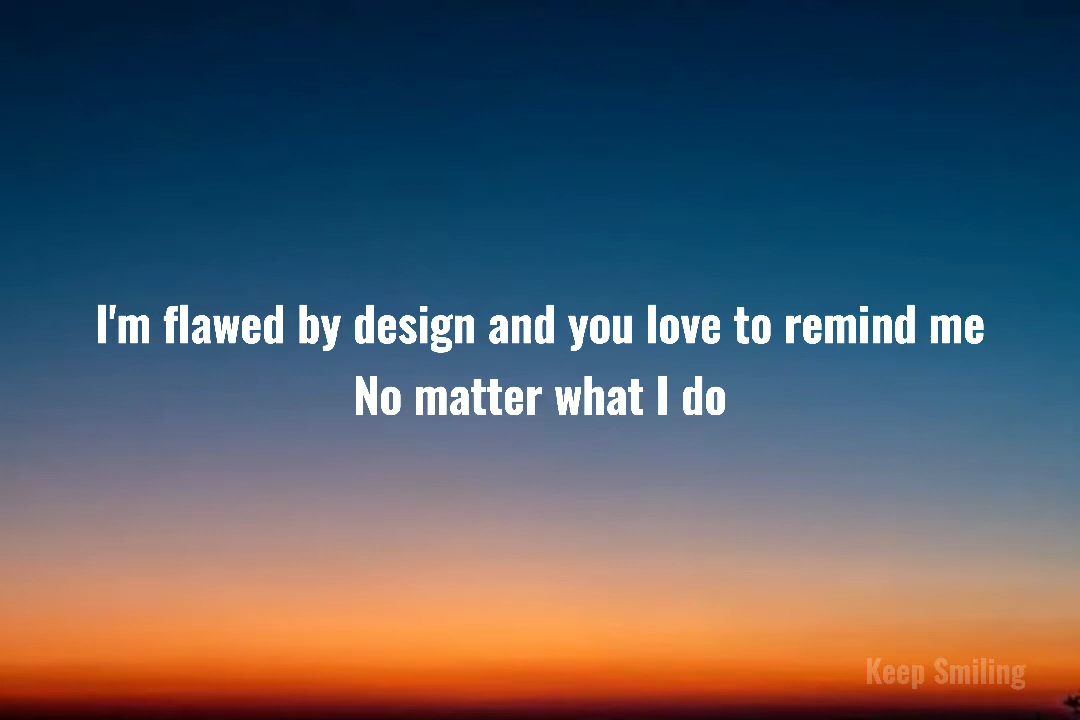 I'm flawed by design and you love to remind me
No matter what I do
Keep Smiling